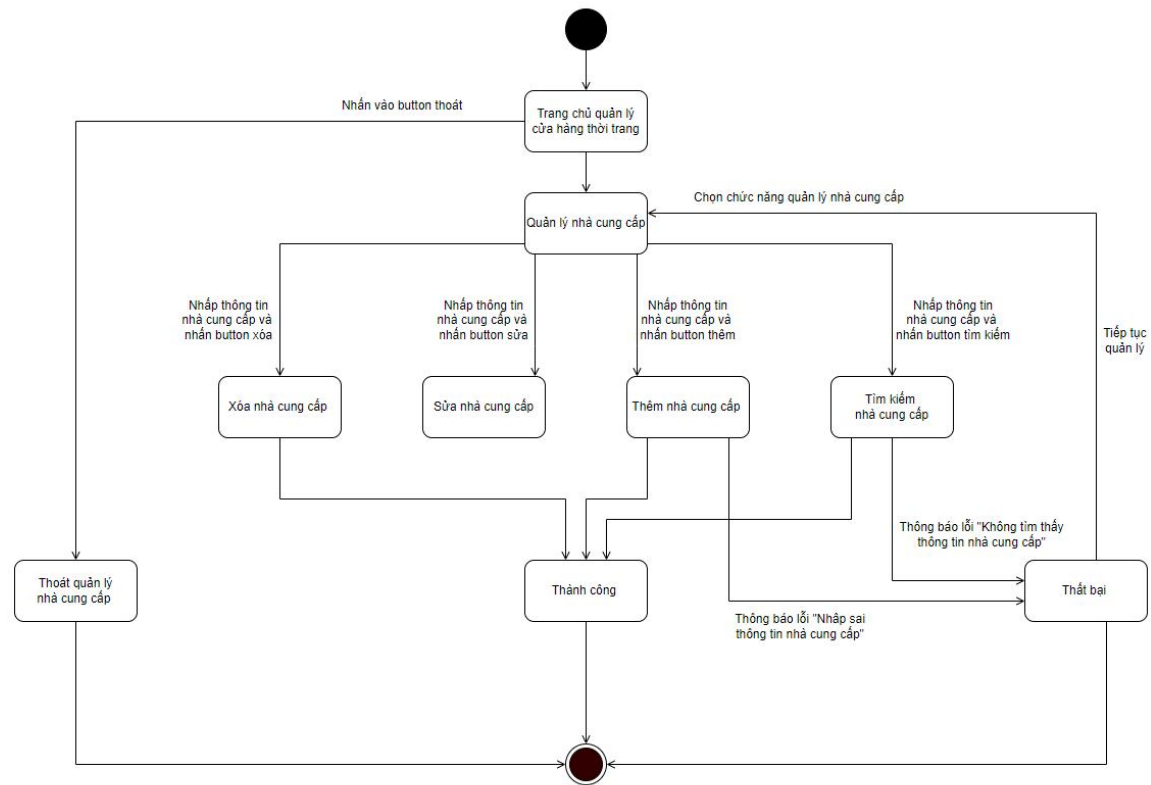 Nhấn vào button thoát
Trang chủ quản lý
cửa hàng thời trang
Chọn chức năng quản lý nhà cung cấp
Quản lý nhà cung cấp
Nhấp thông tin
nhà cung cấp và
nhấn button xóa
Nhấp thông tin
nhà cung cấp và
nhấn button sửa
Nhấp thông tin
nhà cung cấp và
nhấn button thêm
Nhấp thông tin
nhà cung cấp và
nhấn button tìm kiếm
Tiếp tục
quản lý
Xóa nhà cung cấp
Sửa nhà cung cấp
Thêm nhà cung cấp
Tìm kiếm
nhà cung cấp
Thông báo lỗi "Không tìm thấy
thông tin nhà cung cấp"
Thoát quản lý
nhà cung cấp
Thành công
Thất bại
Thông báo lỗi "Nhâp sai
thông tin nhà cung cấp"